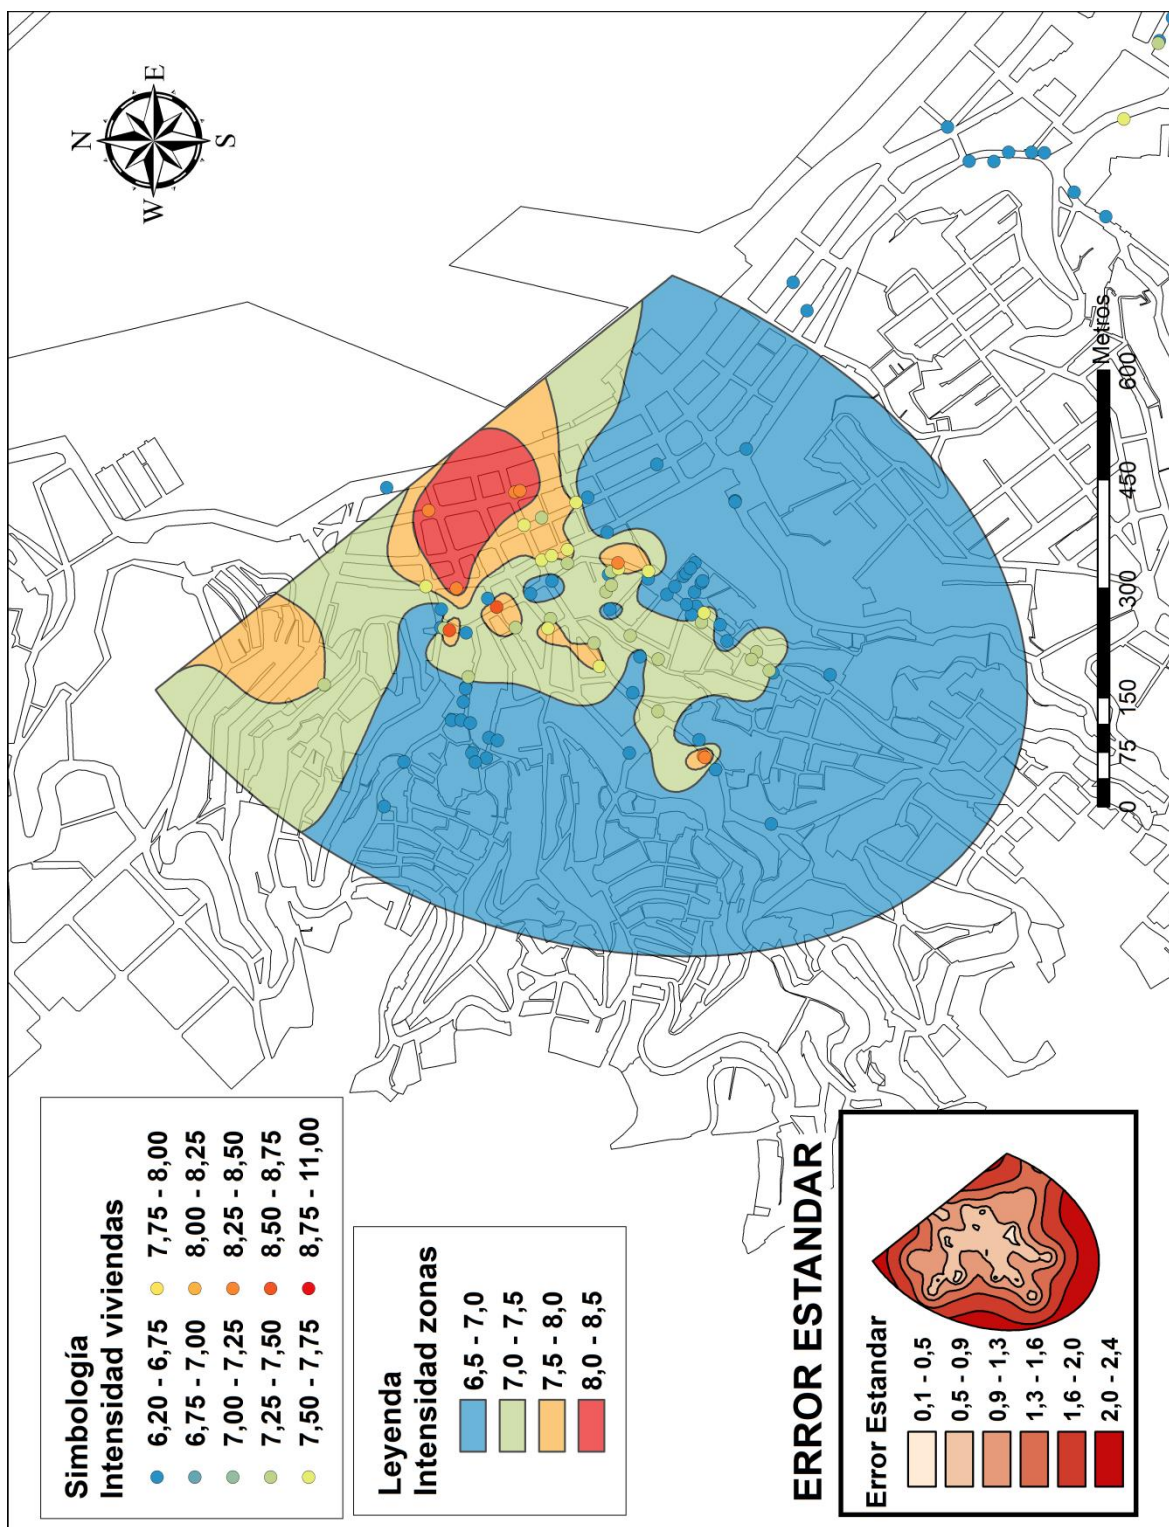 N
W
E
S
Simbología
Intensidad viviendas
6,20 - 6,75
7,75 - 8,00
6,75 - 7,00
8,00 - 8,25
7,00 - 7,25
8,25 - 8,50
7,25 - 7,50
8,50 - 8,75
7,50 - 7,75
8,75 - 11,00
Leyenda
Intensidad zonas
6,5 - 7,0
7,0 - 7,5
7,5 - 8,0
8,0 - 8,5
ERROR ESTANDAR
Error Estandar
0,1 - 0,5
0,5 - 0,9
0,9 - 1,3
1,3 - 1,6
1,6 - 2,0
2,0 - 2,4
0 75 150 300 450 600
Metros